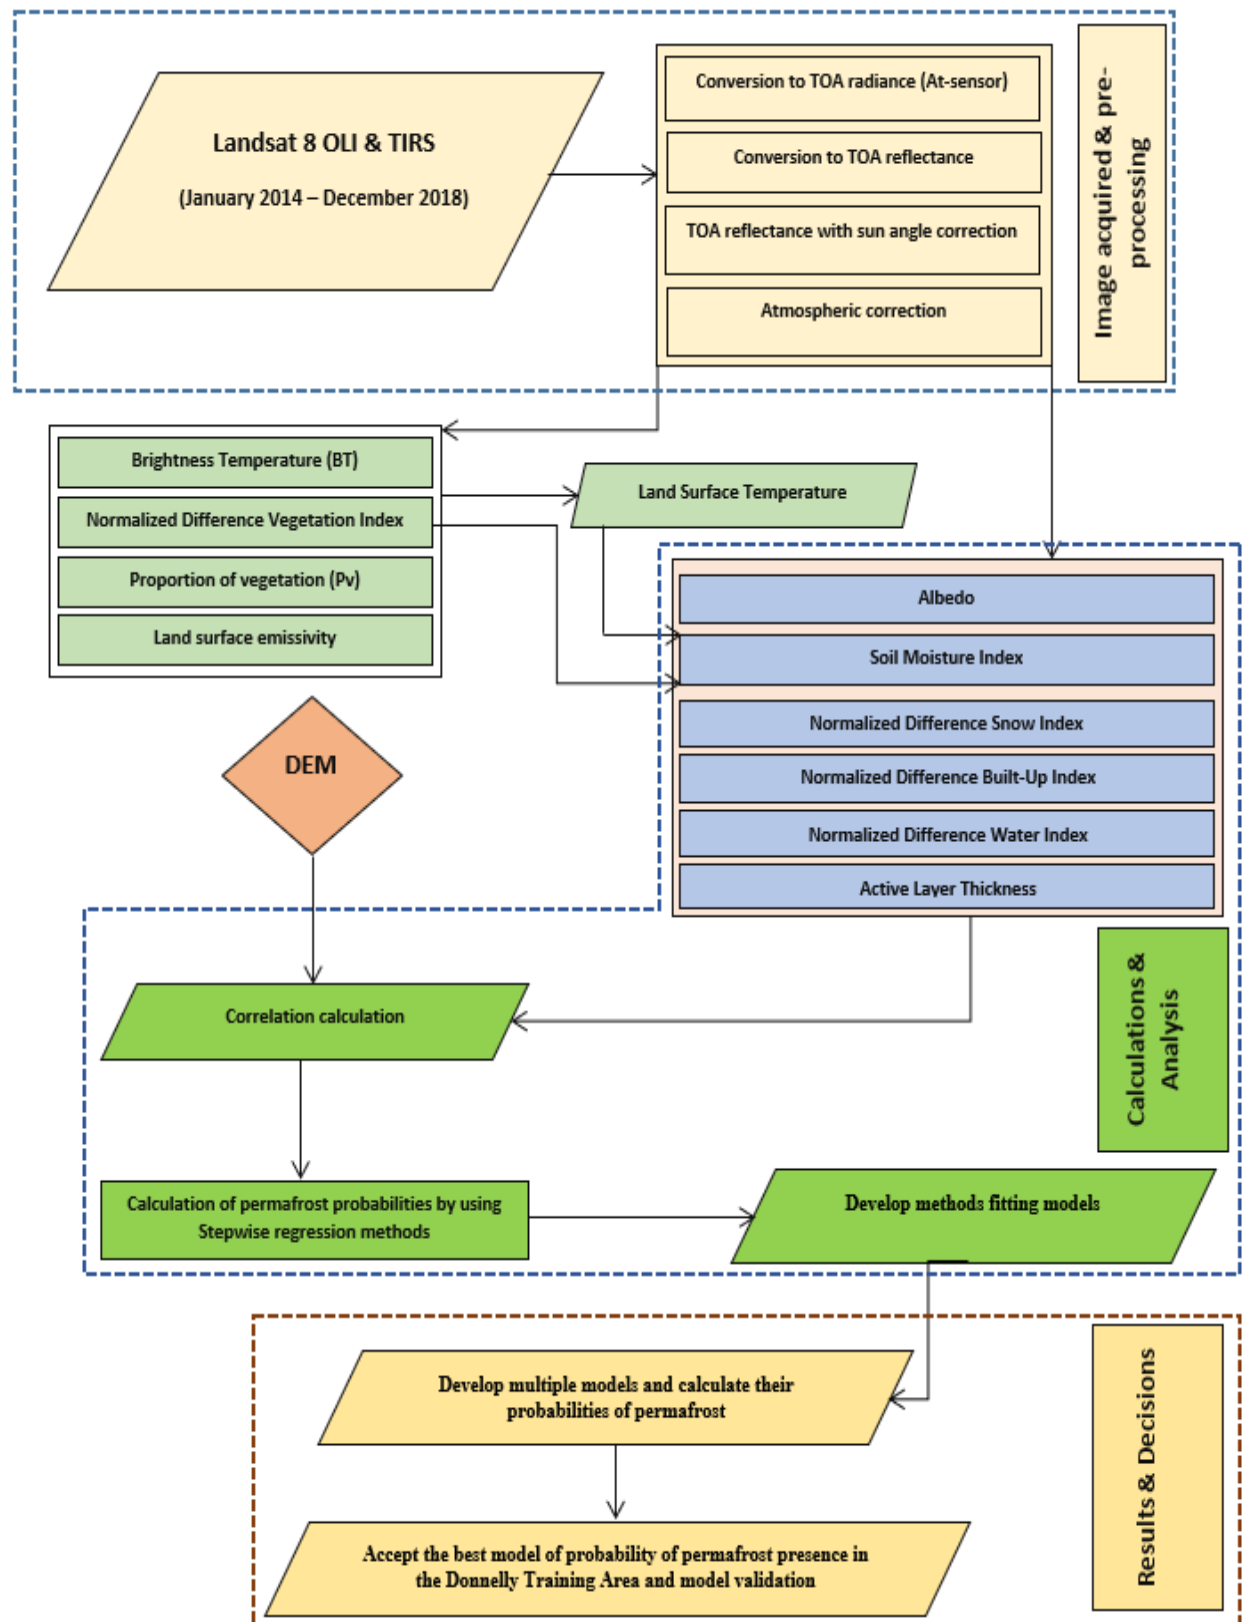 Landsat 8 OLI & TIRS
(January 2014 – December 2018)
Conversion to TOA radiance (At-sensor)
Conversion to TOA reflectance
TOA reflectance with sun angle correction
Atmospheric correction
Image acquired & pre-
processing
Brightness Temperature (BT)
Normalized Difference Vegetation Index
Proportion of vegetation (Pv)
Land surface emissivity
Land Surface Temperature
Albedo
Soil Moisture Index
Normalized Difference Snow Index
Normalized Difference Built-Up Index
Normalized Difference Water Index
Active Layer Thickness
DEM
Correlation calculation
Calculations &
Analysis
Calculation of permafrost probabilities by using
Stepwise regression methods
Develop methods fitting models
Develop multiple models and calculate their
probabilities of permafrost
Accept the best model of probability of permafrost presence in
the Donnelly Training Area and model validation
Results & Decisions